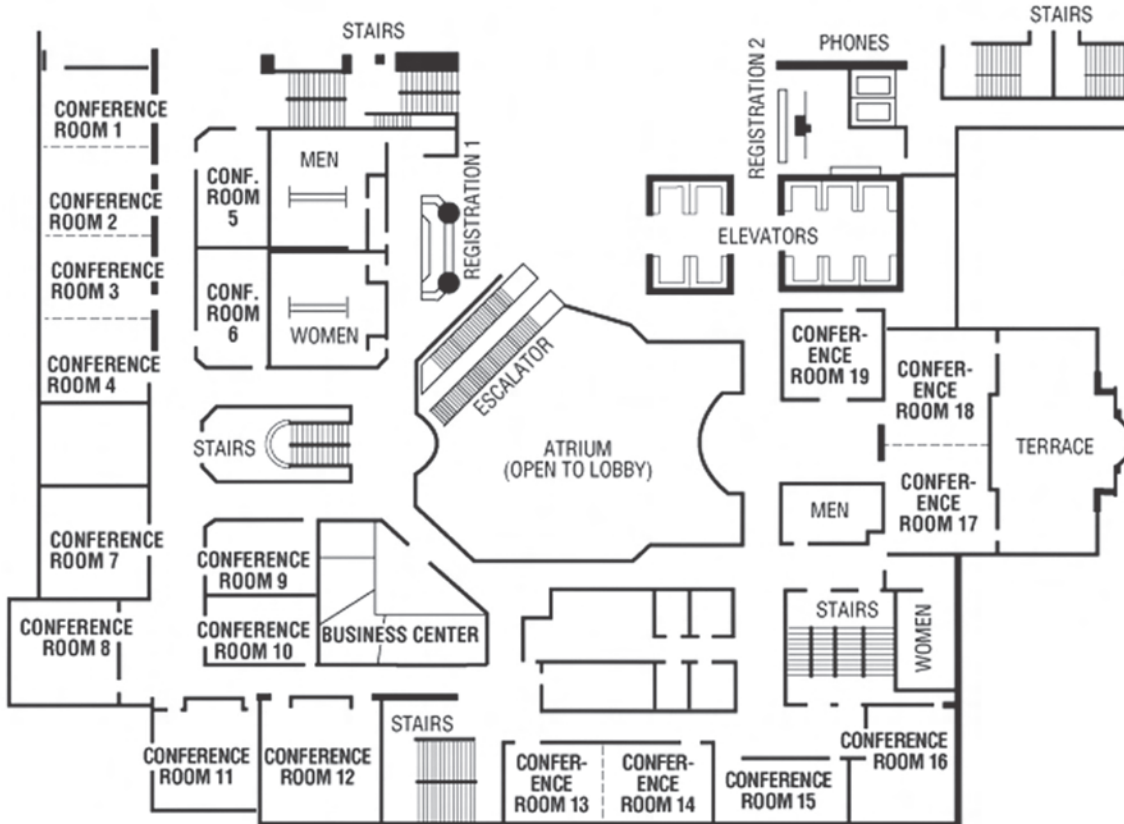 STAIRS
STAIRS
PHONES
REGISTRATION 2
CONFERENCE
ROOM 1
MEN
CONF.
ROOM
5
REGISTRATION 1
CONFERENCE
ROOM 2
ELEVATORS
CONFERENCE
ROOM 3
CONF.
ROOM
6
WOMEN
CONFERENCE
ROOM 4
ESCALATOR
CONFER-
ENCE
ROOM 19
CONFER-
ENCE
ROOM 18
STAIRS
ATRIUM
(OPEN TO LOBBY)
TERRACE
CONFER-
ENCE
ROOM 17
MEN
CONFERENCE
ROOM 7
CONFERENCE
ROOM 9
CONFERENCE
ROOM 8
CONFERENCE
ROOM 10
BUSINESS CENTER
STAIRS
WOMEN
STAIRS
CONFERENCE
ROOM 11
CONFERENCE
ROOM 12
CONFER-
ENCE
ROOM 13
CONFER-
ENCE
ROOM 14
CONFERENCE
ROOM 15
CONFERENCE
ROOM 16